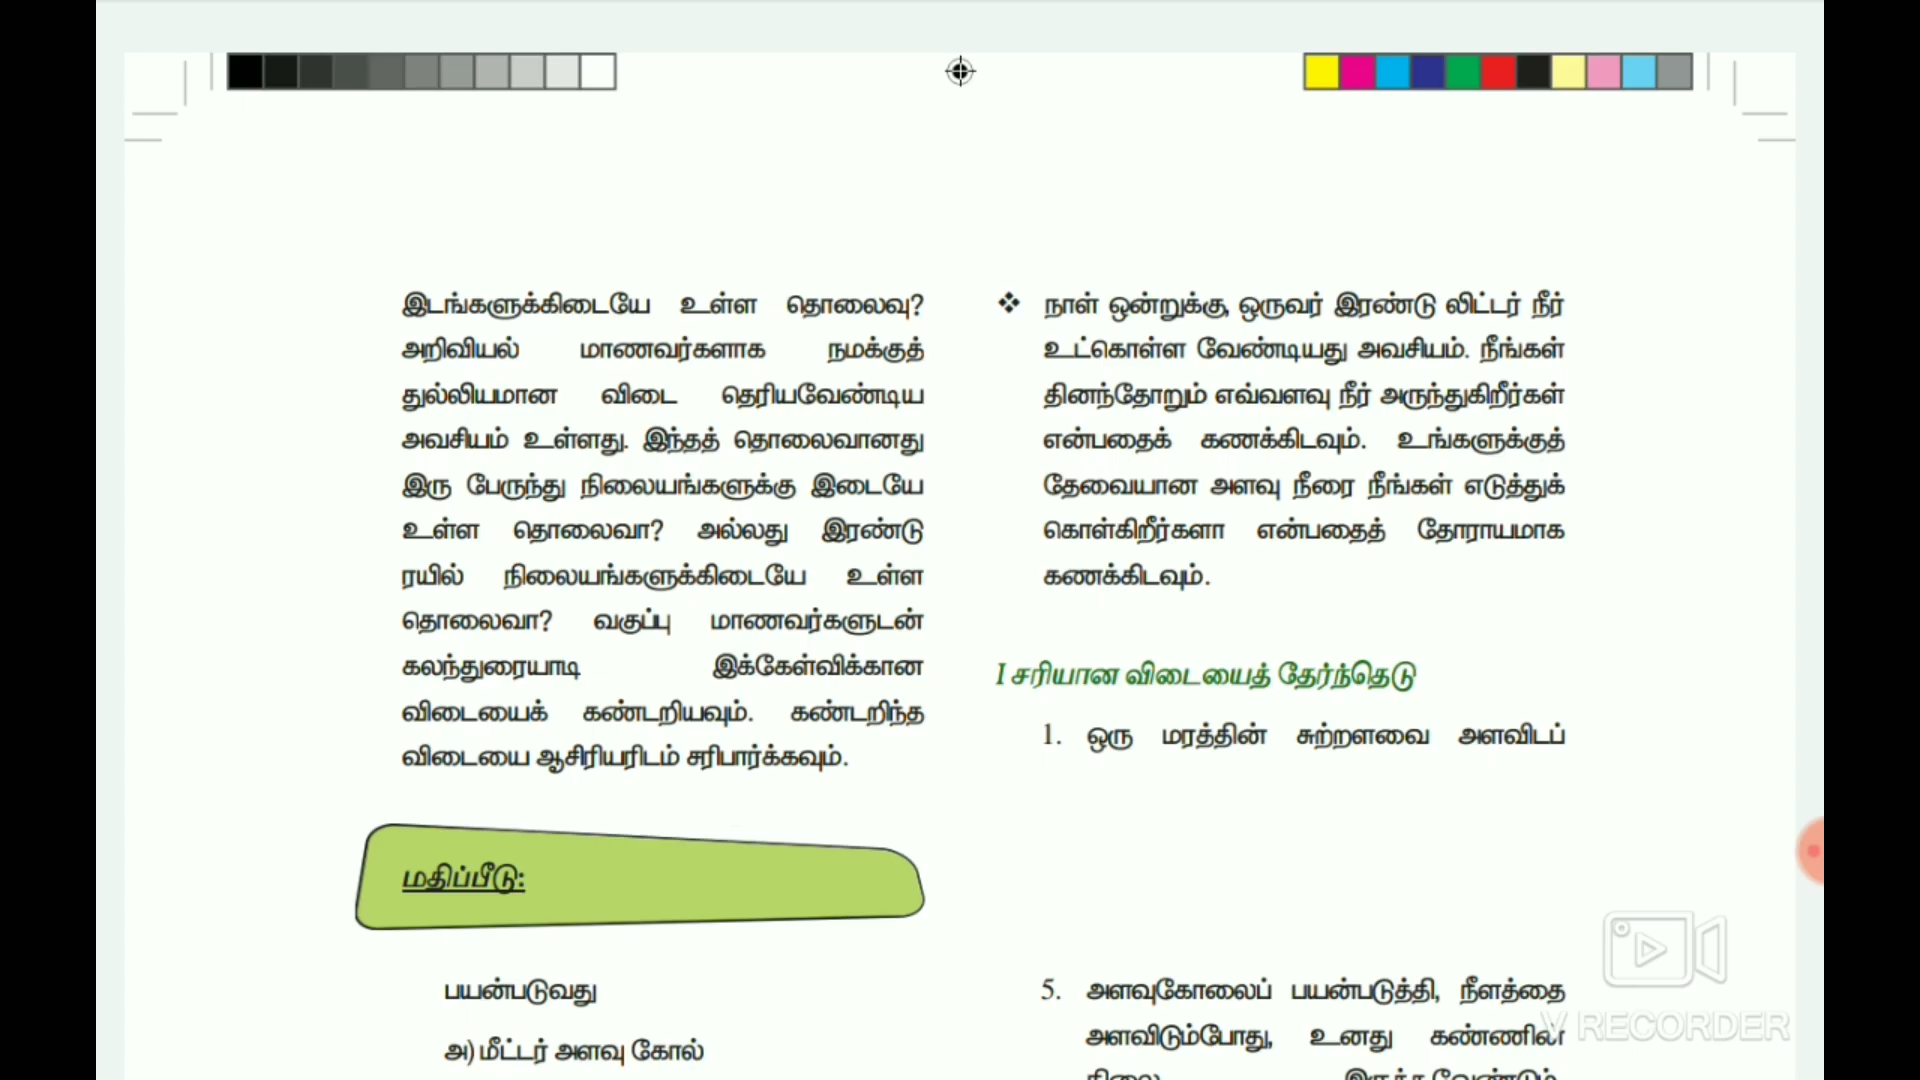 இடங்களுக்கிடையே உள்ள தொலைவு?
அறிவியல் மாணவர்களாக நமக்குத்
துல்லியமான விடை தெரியவேண்டிய
அவசியம் உள்ளது. இந்தத் தொலைவானது
இரு பேருந்து நிலையங்களுக்கு இடையே
உள்ள தொலைவா? அல்லது இரண்டு
ரயில் நிலையங்களுக்கிடையே உள்ள
தொலைவா? வகுப்பு மாணவர்களுடன்
கலந்துரையாடி இக்கேள்விக்கான
விடையைக் கண்டறியவும். கண்டறிந்த
விடையை ஆசிரியரிடம் சரிபார்க்கவும்.
மதிப்பீடு:
❖ நாள் ஒன்றுக்கு, ஒருவர் இரண்டு லிட்டர் நீர்
உட்கொள்ள வேண்டியது அவசியம். நீங்கள்
தினந்தோறும் எவ்வளவு நீர் அருந்துகிறீர்கள்
என்பதைக் கணக்கிடவும். உங்களுக்குத்
தேவையான அளவு நீரை நீங்கள் எடுத்துக்
கொள்கிறீர்களா என்பதைத் தோராயமாக
கணக்கிடவும்.
I சரியான விடையைத் தேர்ந்தெடு
1. ஒரு மரத்தின் சுற்றளவை அளவிடப்
பயன்படுவது
அ) மீட்டர் அளவு கோல்
5. அளவுகோலைப் பயன்படுத்தி, நீளத்தை
அளவிடும்போது, உனது கண்ணின்
V RECORDER